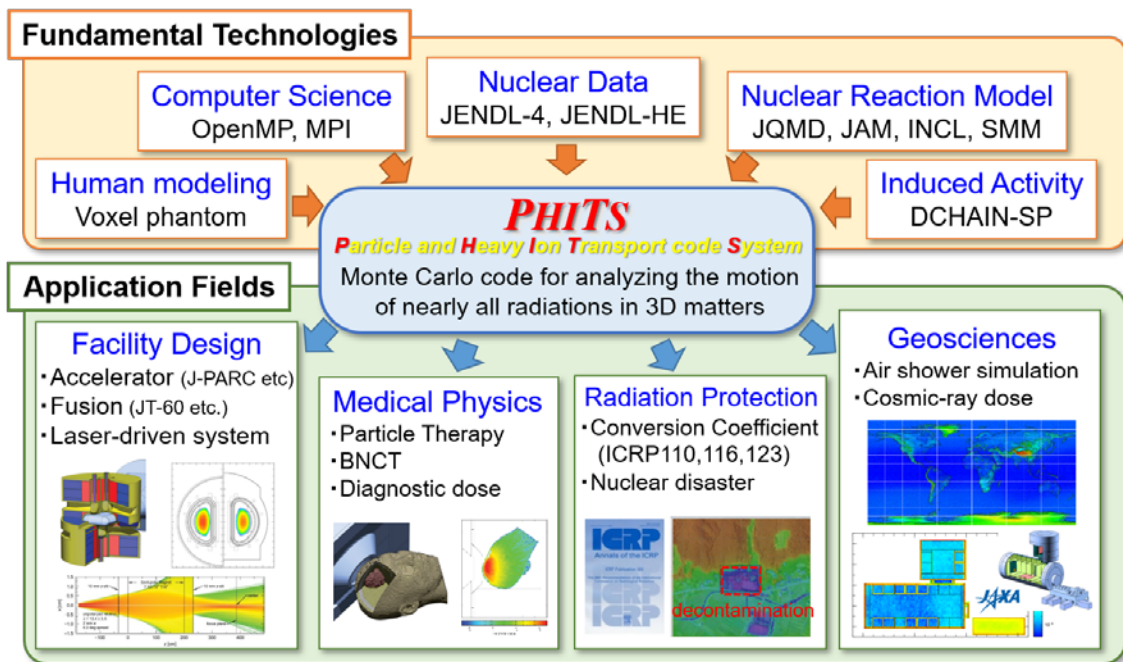 Fundamental Technologies
Computer Science
OpenMP, MPI
Nuclear Data
JENDL-4, JENDL-HE
Nuclear Reaction Model
JQMD, JAM, INCL, SMM
Human modeling
Voxel phantom
Induced Activity
DCHAIN-SP
PHITS
Particle and Heavy Ion Transport code System
Monte Carlo code for analyzing the motion
of nearly all radiations in 3D matters
Application Fields
Facility Design
・Accelerator (J-PARC etc)
・Fusion (JT-60 etc.)
・Laser-driven system
Medical Physics
・Particle Therapy
・BNCT
・Diagnostic dose
Radiation Protection
・Conversion Coefficient
(ICRP110,116,123)
・Nuclear disaster
ICRP
Annals of the ICRP
decontamination
Geosciences
・Air shower simulation
・Cosmic-ray dose
JAXA